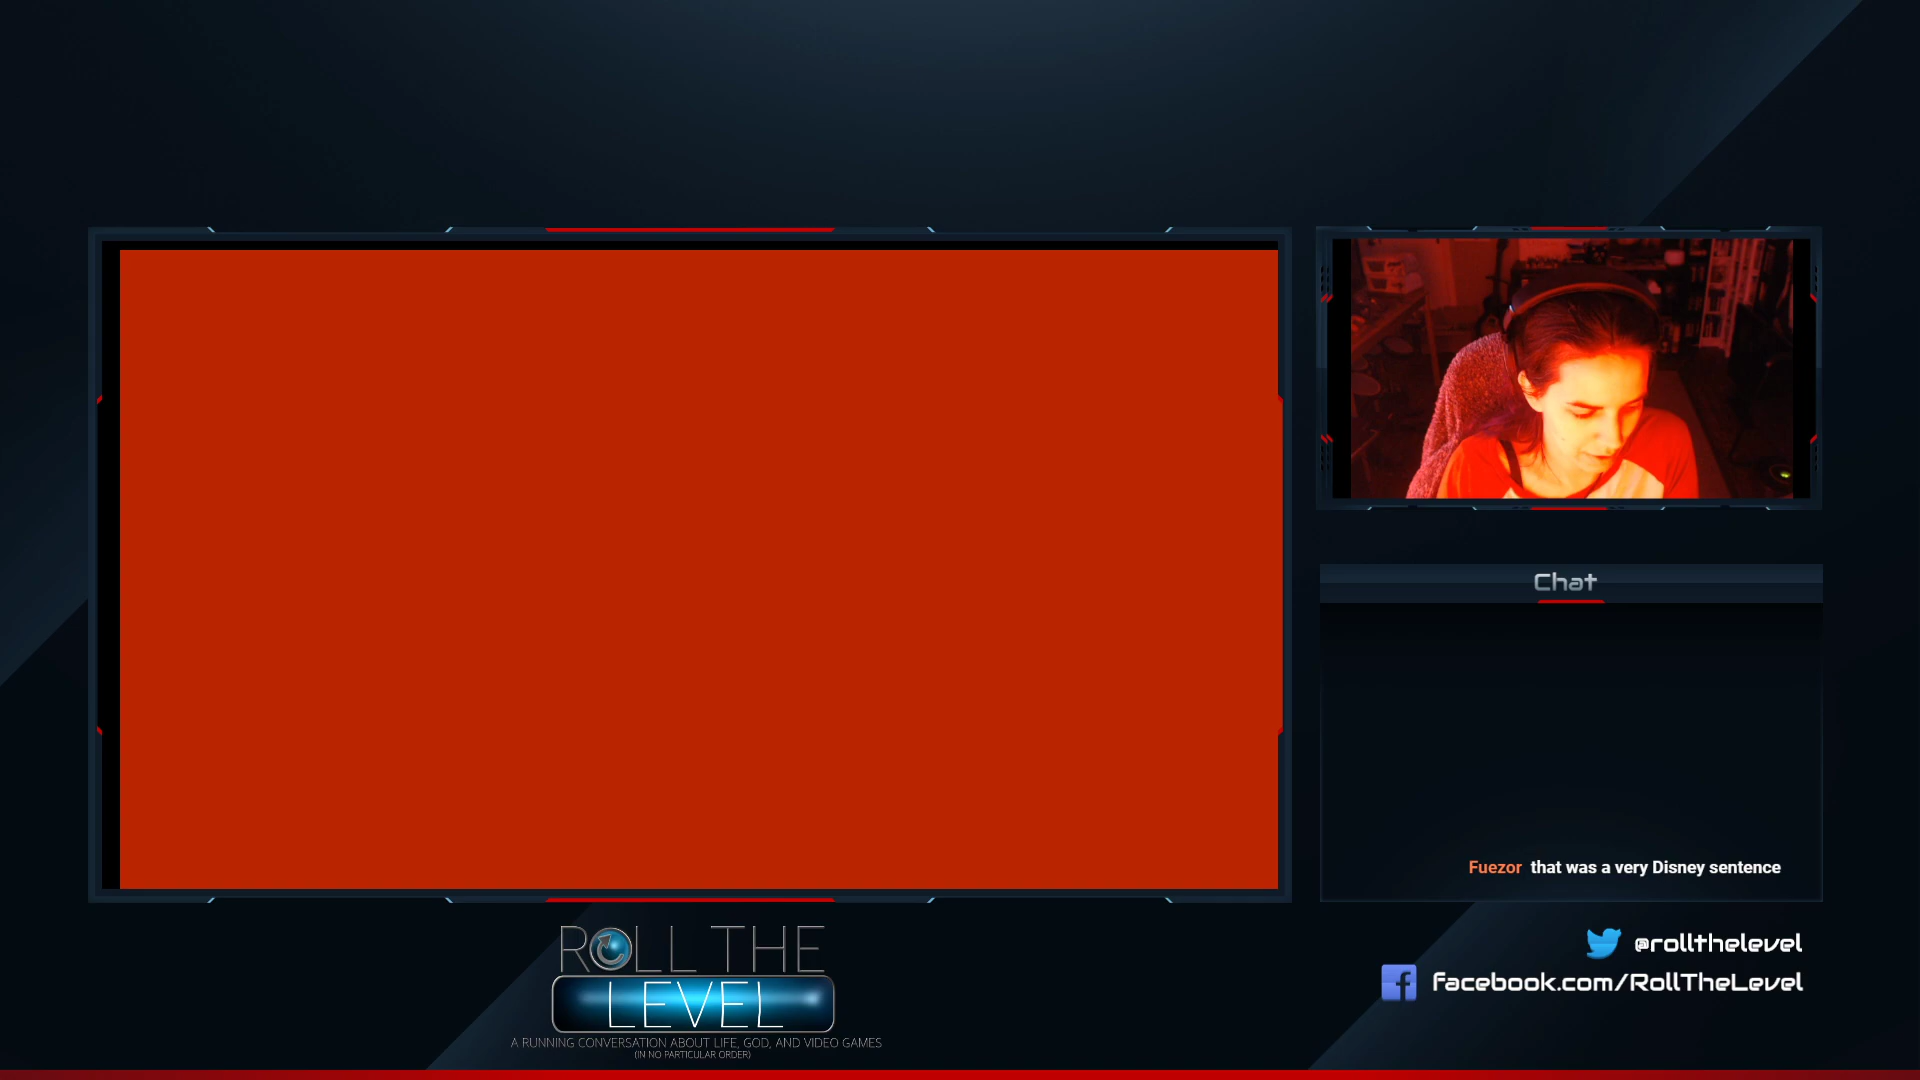 Chat
Fuezor that was a very Disney sentence
ROLL THE
LEVEL
A RUNNING CONVERSATION ABOUT LIFE, GOD, AND VIDEO GAMES
(IN NO PARTICULAR ORDER)
@rollthelevel
facebook.com/RollTheLevel